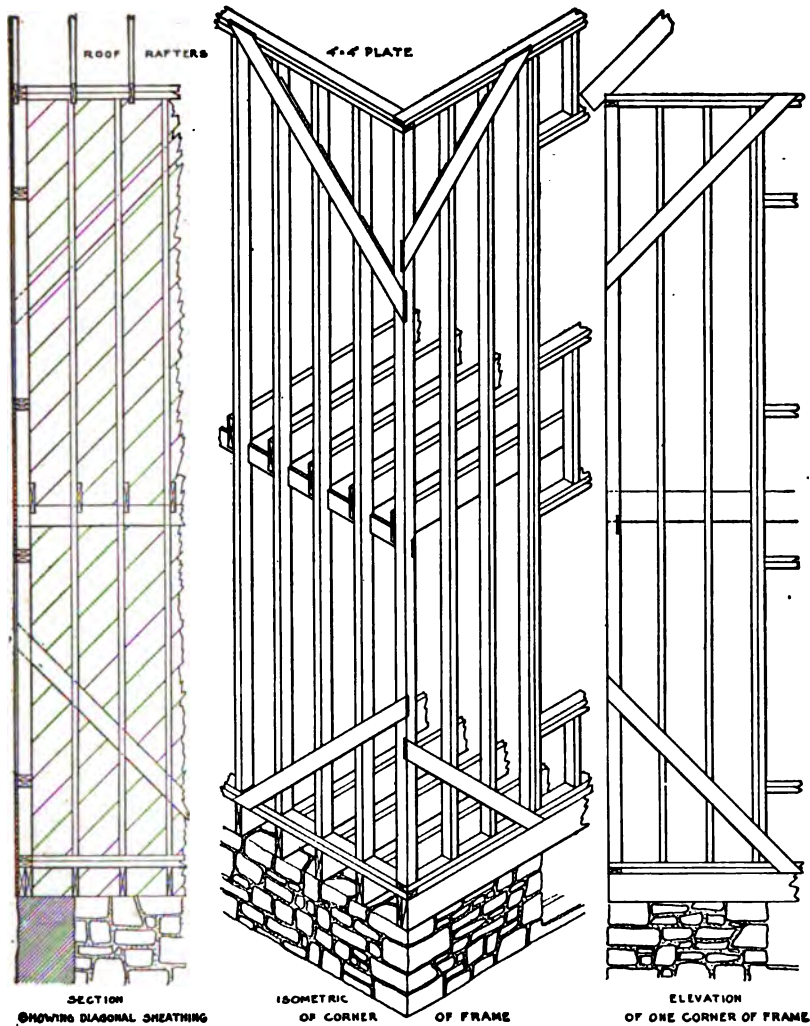 ROOF RAFTERS
4"×4" PLATE
SECTION
SHOWING DIAGONAL SHEATHING
ISOMETRIC
OF CORNER OF FRAME
ELEVATION
OF ONE CORNER OF FRAME